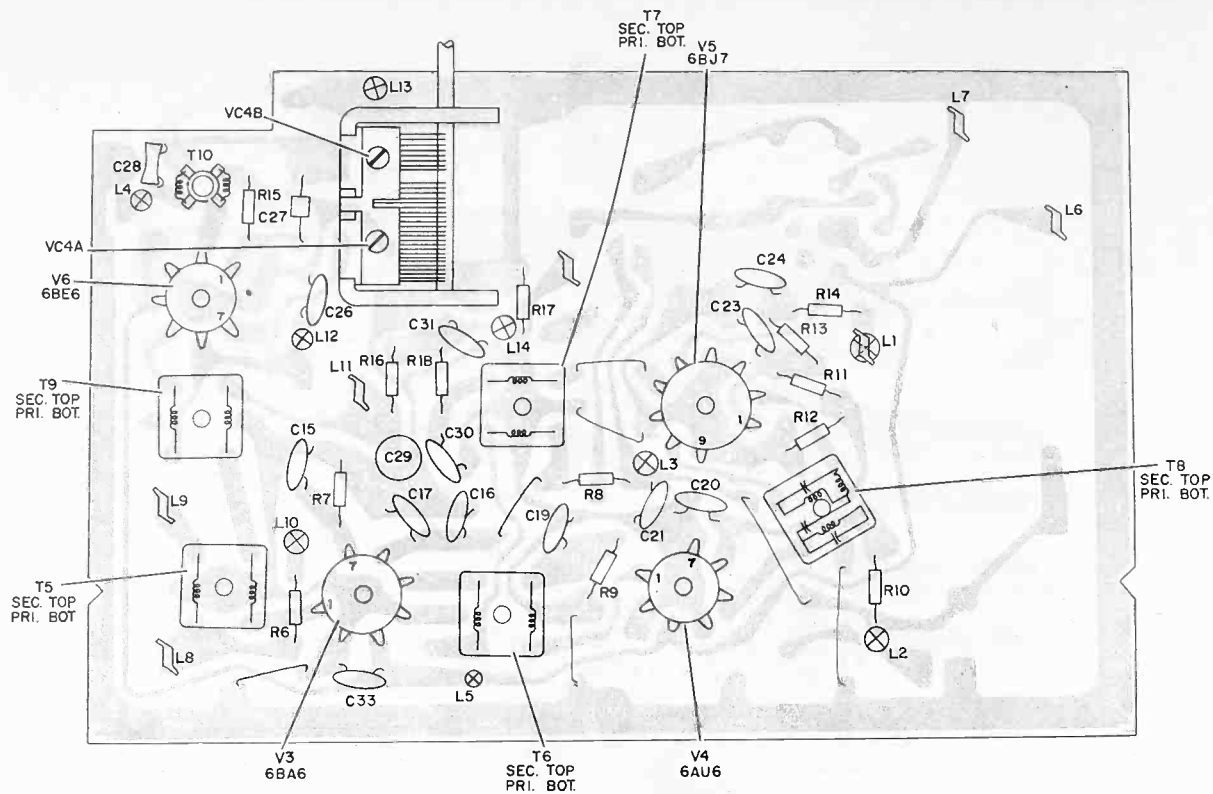 T7
SEC. TOP
PRI. BOT.
V5
6BJ7
L13
VC4B
L7
C28
T10
L4
R15
C27
L6
VC4A
V6
6BE6
1
7
C26
L12
C24
R17
C23
R14
R13
C31
L14
L1
R16
R18
L11
R11
T9
SEC. TOP
PRI. BOT.
1
9
R12
C15
C30
C29
L3
T8
SEC. TOP
PRI. BOT.
R7
R8
C20
L9
C17
C16
C19
C21
L10
T5
SEC. TOP
PRI. BOT.
7
1
7
1
R9
R10
R6
L2
L8
C33
L5
V3
6BA6
T6
SEC. TOP
PRI. BOT.
V4
6AU6